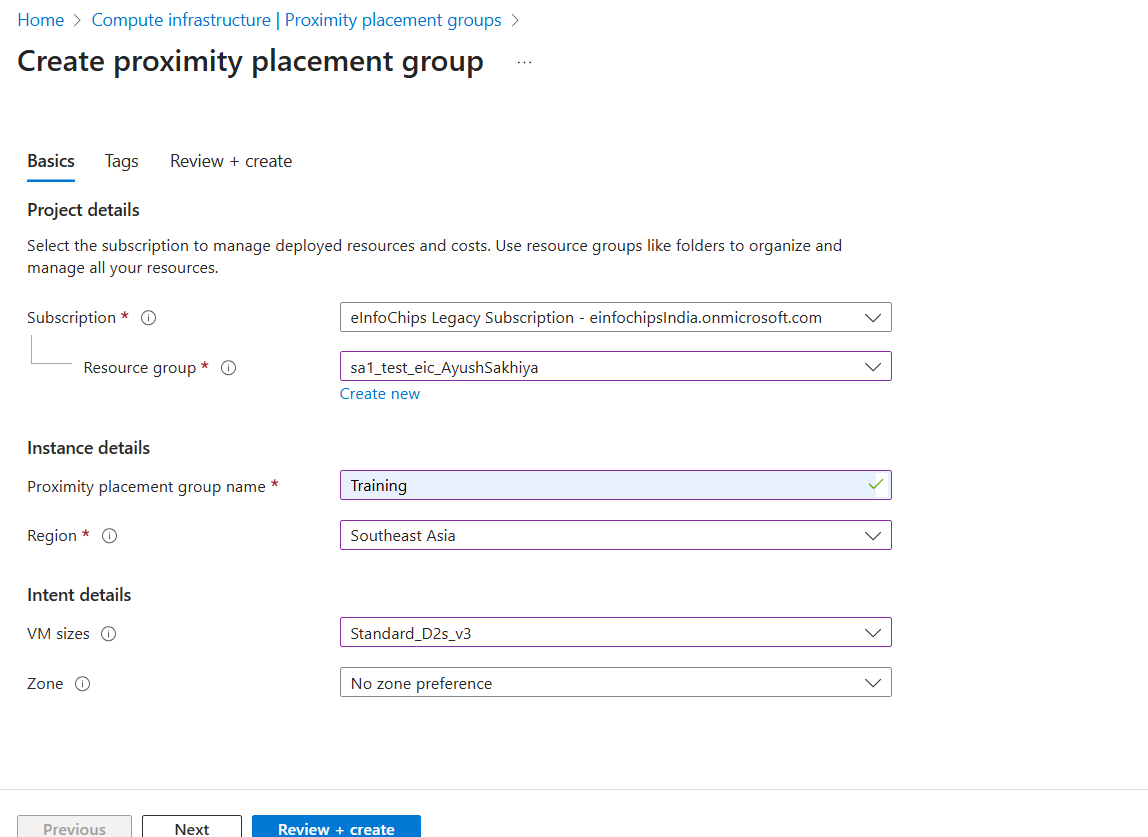 Home > Compute infrastructure | Proximity placement groups >
Create proximity placement group ...
Basics Tags Review + create
Project details
Select the subscription to manage deployed resources and costs. Use resource groups like folders to organize and
manage all your resources.
Subscription * eInfoChips Legacy Subscription - einfochipsIndia.onmicrosoft.com
Resource group * sa1_test_eic_AyushSakhiya
Create new
Instance details
Proximity placement group name * Training
Region * Southeast Asia
Intent details
VM sizes Standard_D2s_v3
Zone No zone preference
Previous Next Review + create